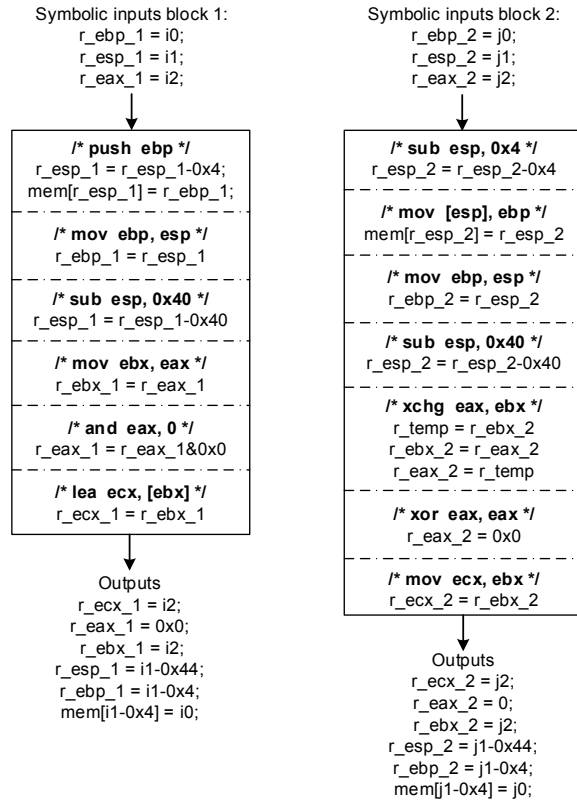 Symbolic inputs block 1:
r_ebp_1 = i0;
r_esp_1 = i1;
r_eax_1 = i2;
/* push ebp */
r_esp_1 = r_esp_1-0x4;
mem[r_esp_1] = r_ebp_1;
/* mov ebp, esp */
r_ebp_1 = r_esp_1
/* sub esp, 0x40 */
r_esp_1 = r_esp_1-0x40
/* mov ebx, eax */
r_ebx_1 = r_eax_1
/* and eax, 0 */
r_eax_1 = r_eax_1&0x0
/* lea ecx, [ebx] */
r_ecx_1 = r_ebx_1
Outputs
r_ecx_1 = i2;
r_eax_1 = 0x0;
r_ebx_1 = i2;
r_esp_1 = i1-0x44;
r_ebp_1 = i1-0x4;
mem[i1-0x4] = i0;
Symbolic inputs block 2:
r_ebp_2 = j0;
r_esp_2 = j1;
r_eax_2 = j2;
/* sub esp, 0x4 */
r_esp_2 = r_esp_2-0x4
/* mov [esp], ebp */
mem[r_esp_2] = r_esp_2
/* mov ebp, esp */
r_ebp_2 = r_esp_2
/* sub esp, 0x40 */
r_esp_2 = r_esp_2-0x40
/* xchg eax, ebx */
r_temp = r_ebx_2
r_ebx_2 = r_eax_2
r_eax_2 = r_temp
/* xor eax, eax */
r_eax_2 = 0x0
/* mov ecx, ebx */
r_ecx_2 = r_ebx_2
Outputs
r_ecx_2 = j2;
r_eax_2 = 0;
r_ebx_2 = j2;
r_esp_2 = j1-0x44;
r_ebp_2 = j1-0x4;
mem[j1-0x4] = j0;